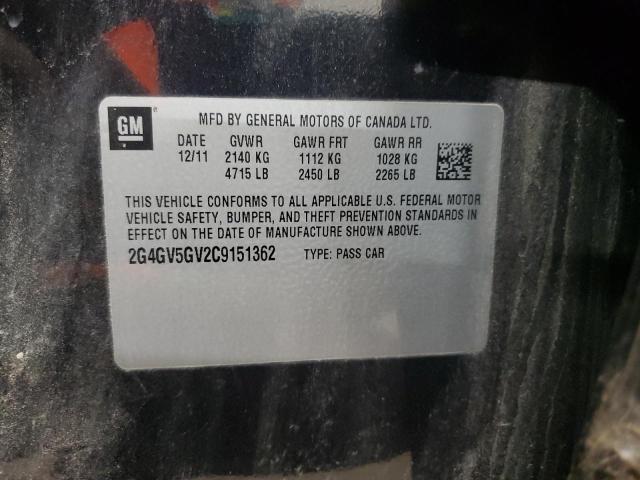 GM
MFD BY GENERAL MOTORS OF CANADA LTD.
DATE GVWR GAWR FRT GAWR RR
12/11 2140 KG 1112 KG 1028 KG
4715 LB 2450 LB 2265 LB
THIS VEHICLE CONFORMS TO ALL APPLICABLE U.S. FEDERAL MOTOR
VEHICLE SAFETY, BUMPER, AND THEFT PREVENTION STANDARDS IN
EFFECT ON THE DATE OF MANUFACTURE SHOWN ABOVE.
2G4GV5GV2C9151362 TYPE: PASS CAR